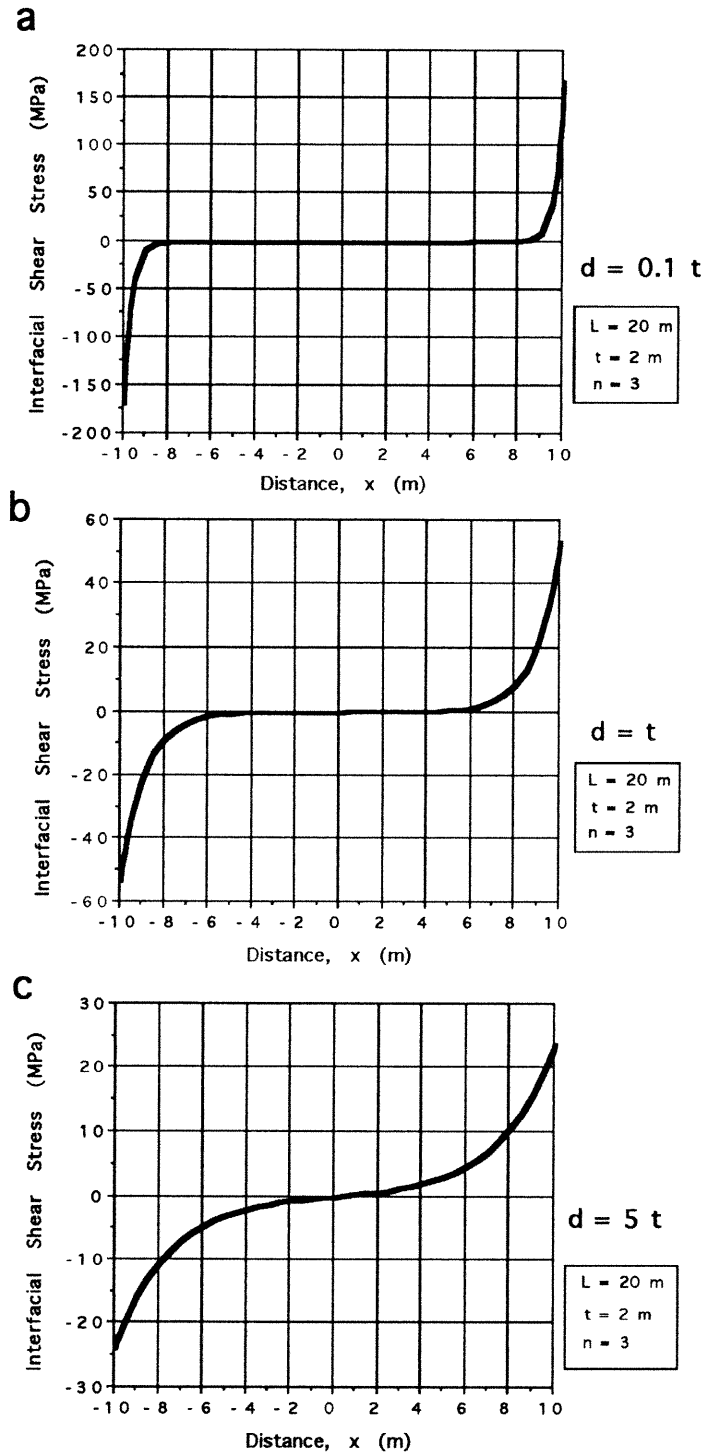 a
200
150
100
50
0
-50
-100
-150
-200
Interfacial Shear Stress (MPa)
-10 -8 -6 -4 -2 0 2 4 6 8 10
Distance, x (m)
d = 0.1 t
L = 20 m
t = 2 m
n = 3
b
60
40
20
0
-20
-40
-60
Interfacial Shear Stress (MPa)
-10 -8 -6 -4 -2 0 2 4 6 8 10
Distance, x (m)
d = t
L = 20 m
t = 2 m
n = 3
c
30
20
10
0
-10
-20
-30
Interfacial Shear Stress (MPa)
-10 -8 -6 -4 -2 0 2 4 6 8 10
Distance, x (m)
d = 5 t
L = 20 m
t = 2 m
n = 3